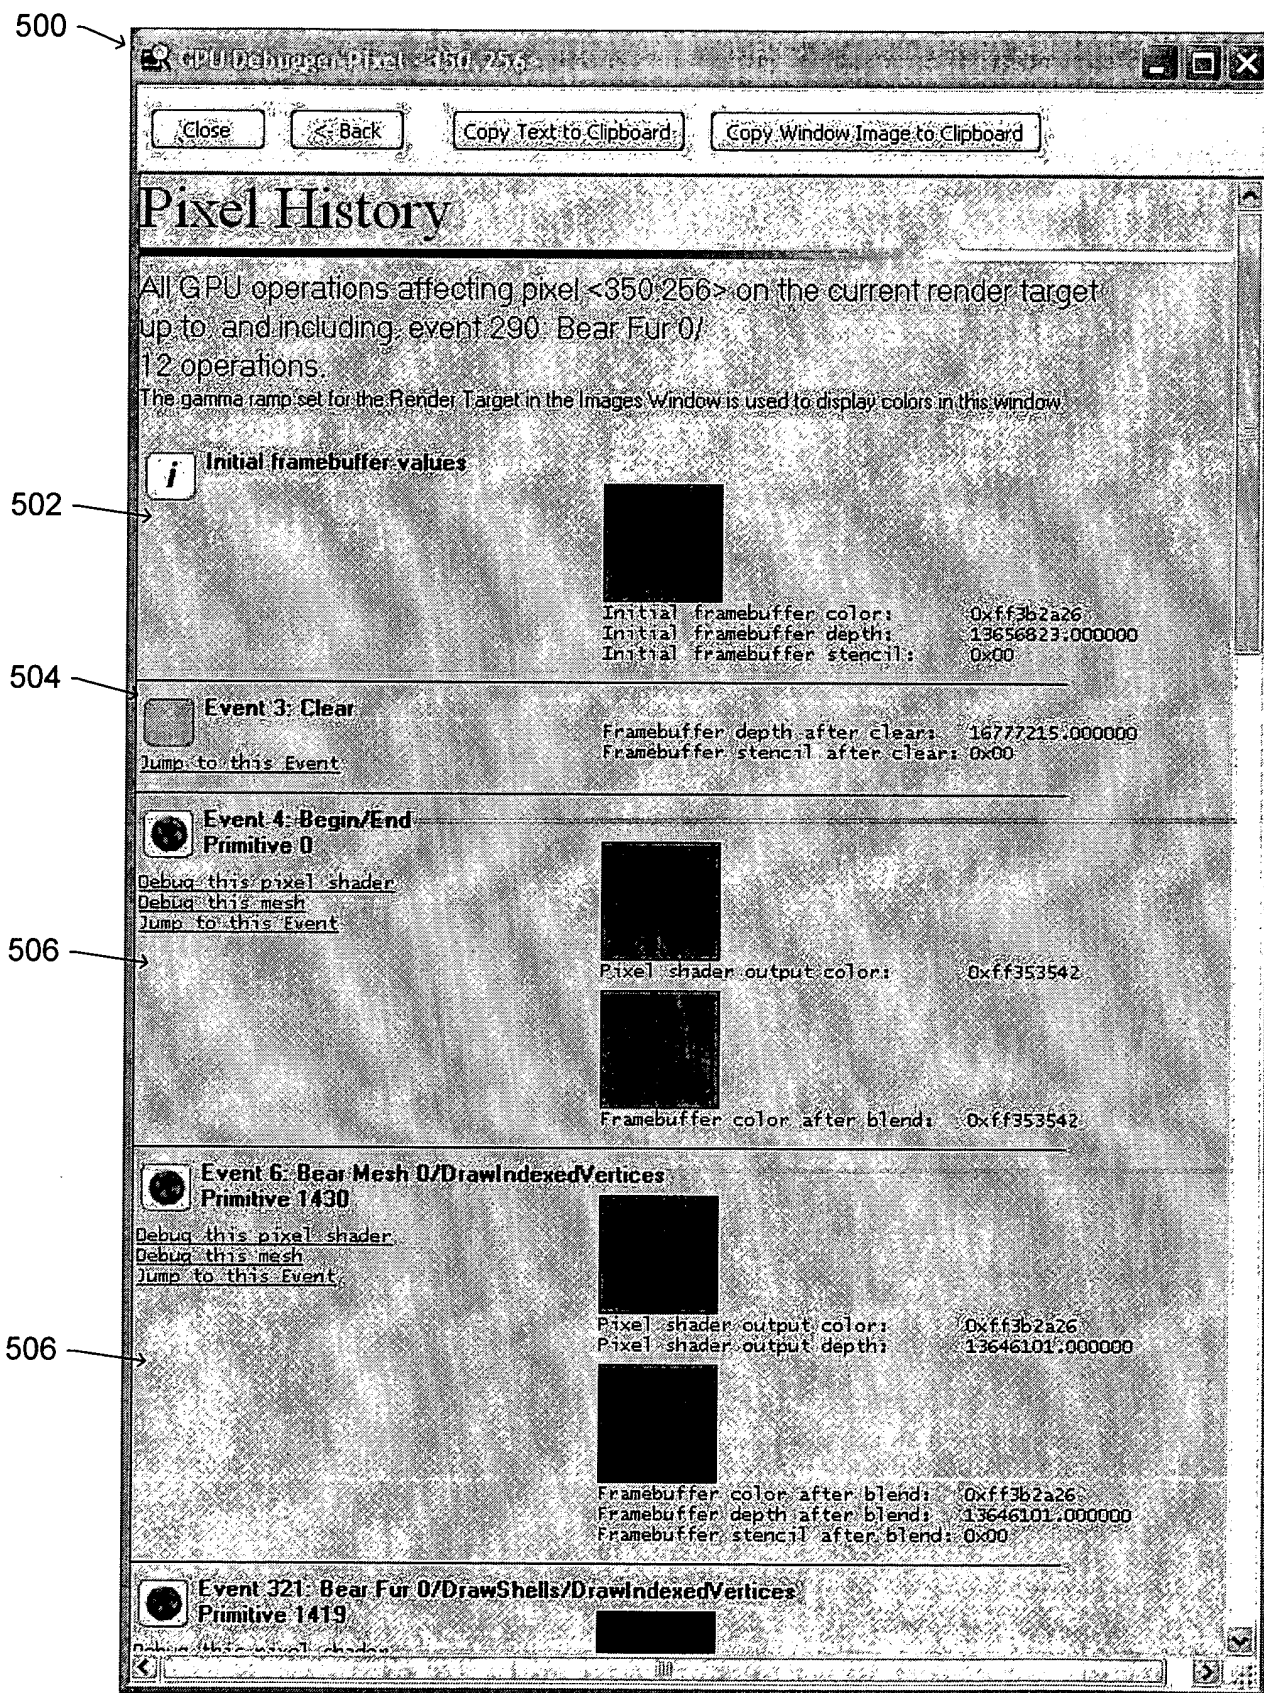 500
GPU Debugger Pixel <350, 256>
Close
<- Back
Copy Text to Clipboard
Copy Window Image to Clipboard
Pixel History
All GPU operations affecting pixel <350.256> on the current render target
up to, and including, event 290: Bear Fur 0/
12 operations.
The gamma ramp set for the Render Target in the Images Window is used to display colors in this window
i
Initial framebuffer values
502
Initial framebuffer color: 0xff3b2a26
Initial framebuffer depth: 13656823.000000
Initial framebuffer stencil: 0x00
504
Event 3: Clear
Framebuffer depth after clear: 16777215.000000
Framebuffer stencil after clear: 0x00
Jump to this Event
Event 4: Begin/End
Primitive 0
Debug this pixel shader
Debug this mesh
Jump to this Event
506
Pixel shader output color: 0xff353542
Framebuffer color after blend: 0xff353542
Event 6: Bear Mesh 0/DrawIndexedVertices
Primitive 1430
Debug this pixel shader
Debug this mesh
Jump to this Event
Pixel shader output color: 0xff3b2a26
Pixel shader output depth: 13646101.000000
506
Framebuffer color after blend: 0xff3b2a26
Framebuffer depth after blend: 13646101.000000
Framebuffer stencil after blend: 0x00
Event 321: Bear Fur 0/DrawShells/DrawIndexedVertices
Primitive 1419
Debug this pixel shader